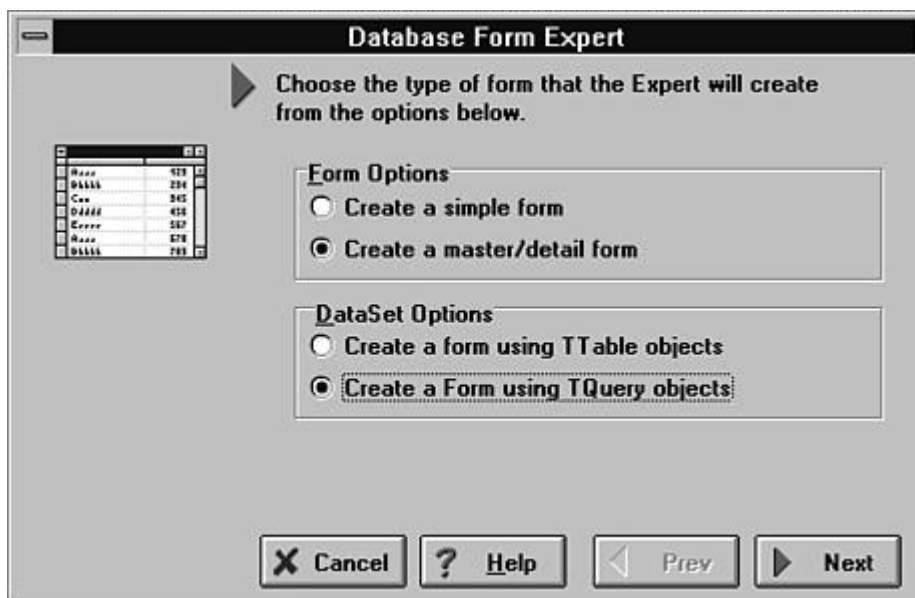 Database Form Expert
Choose the type of form that the Expert will create
from the options below.
Form Options
Create a simple form
Create a master/detail form
DataSet Options
Create a form using TTable objects
Create a Form using TQuery objects
Cancel
? Help
Prev
Next